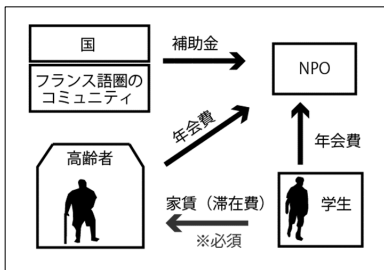 国
補助金
NPO
フランス語圏の
コミュニティ
年会費
年会費
高齢者
家賃（滞在費）
※必須
学生